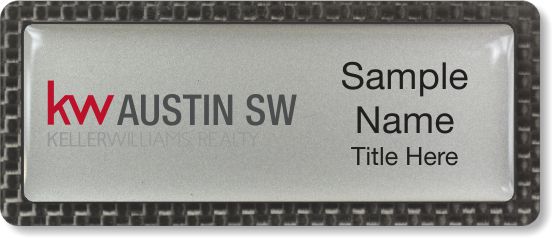 kw AUSTIN SW
KELLERWILLIAMS REALTY
Sample
Name
Title Here